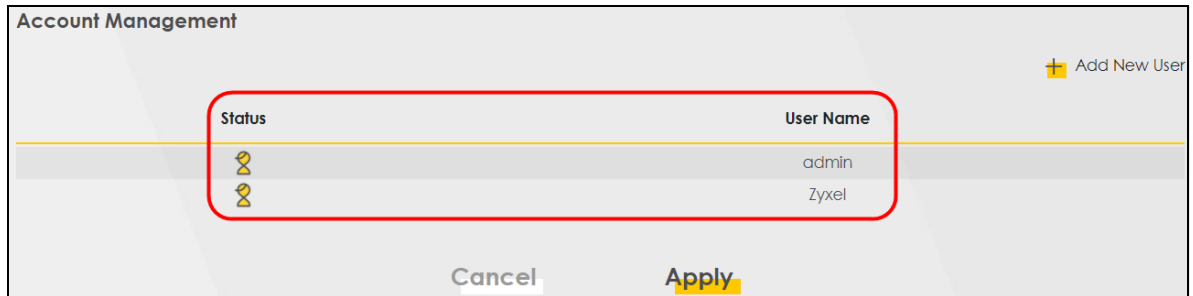 Account Management
Add New User
Status User Name
admin
Zyxel
Cancel Apply